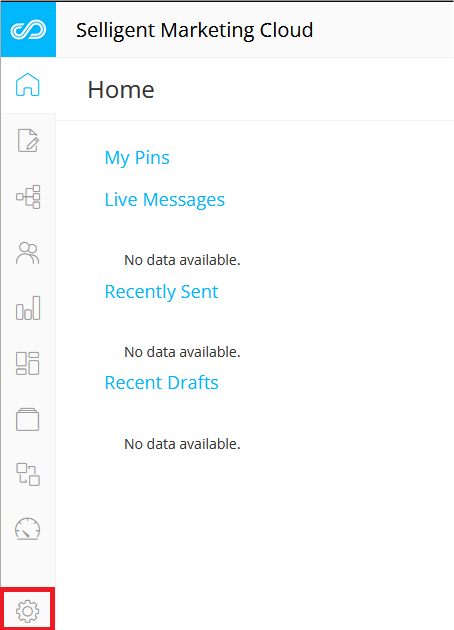 Selligent Marketing Cloud
Home
My Pins
Live Messages
No data available.
Recently Sent
No data available.
Recent Drafts
No data available.